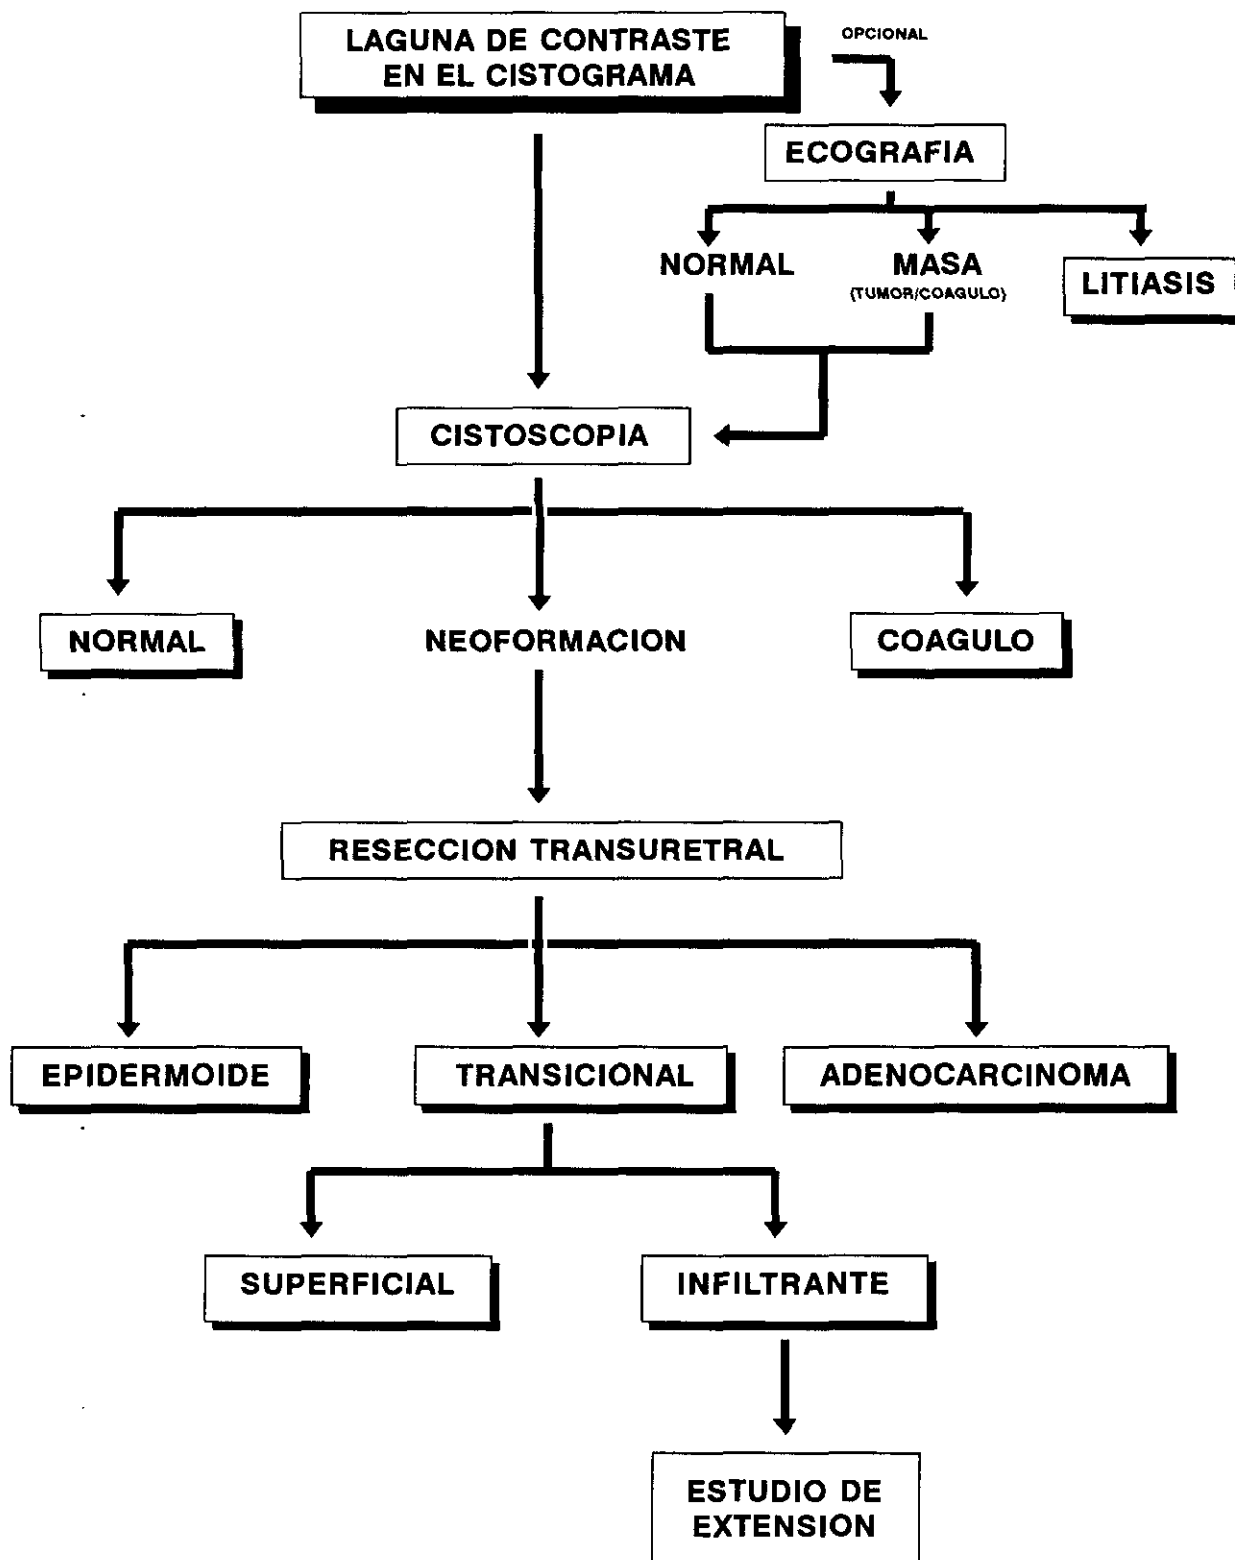 LAGUNA DE CONTRASTE
EN EL CISTOGRAMA
OPCIONAL
ECOGRAFIA
NORMAL
MASA
(TUMOR/COAGULO)
LITIASIS
CISTOSCOPIA
NORMAL
NEOFORMACION
COAGULO
RESECCION TRANSURETRAL
EPIDERMOIDE
TRANSICIONAL
ADENOCARCINOMA
SUPERFICIAL
INFILTRANTE
ESTUDIO DE
EXTENSION